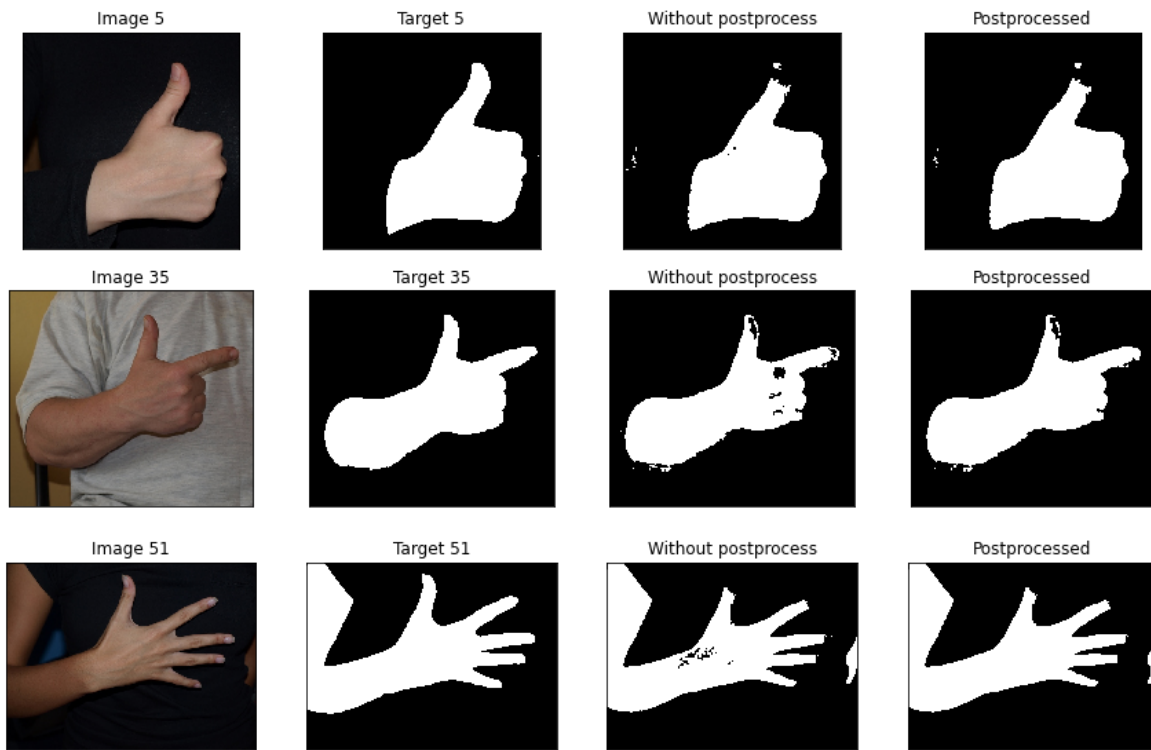 Image 5 Target 5 Without postprocess Postprocessed
Image 35 Target 35 Without postprocess Postprocessed
Image 51 Target 51 Without postprocess Postprocessed